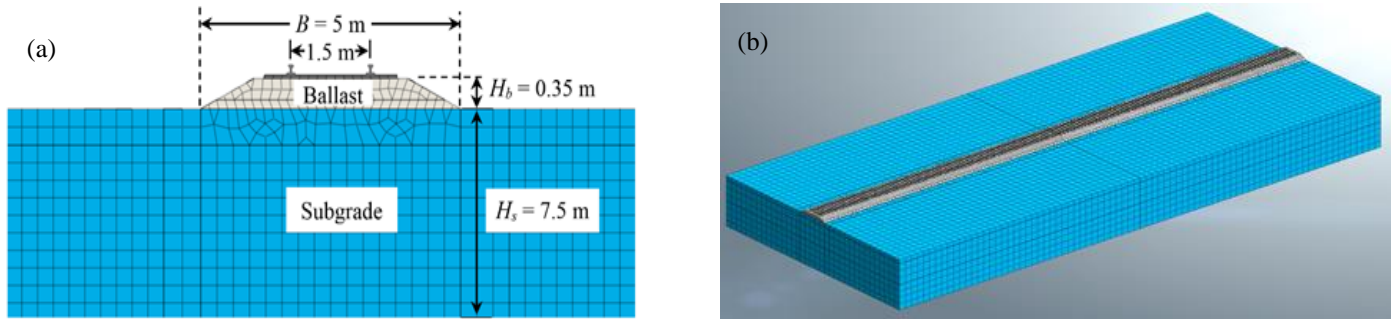 (a)
B = 5 m
1.5 m
Ballast
H_b = 0.35 m
Subgrade
H_s = 7.5 m
(b)